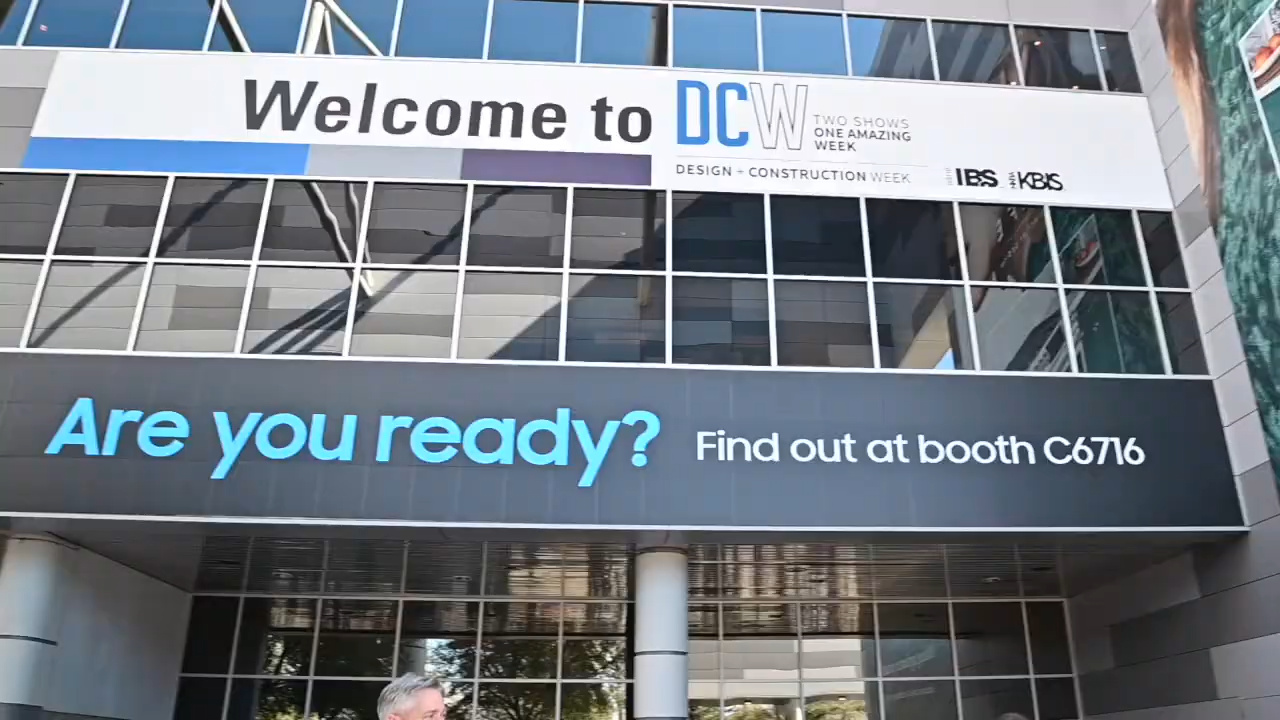 Welcome to DCW
TWO SHOWS
ONE AMAZING
WEEK
DESIGN + CONSTRUCTION WEEK
IBS KBIS
Are you ready? Find out at booth C6716